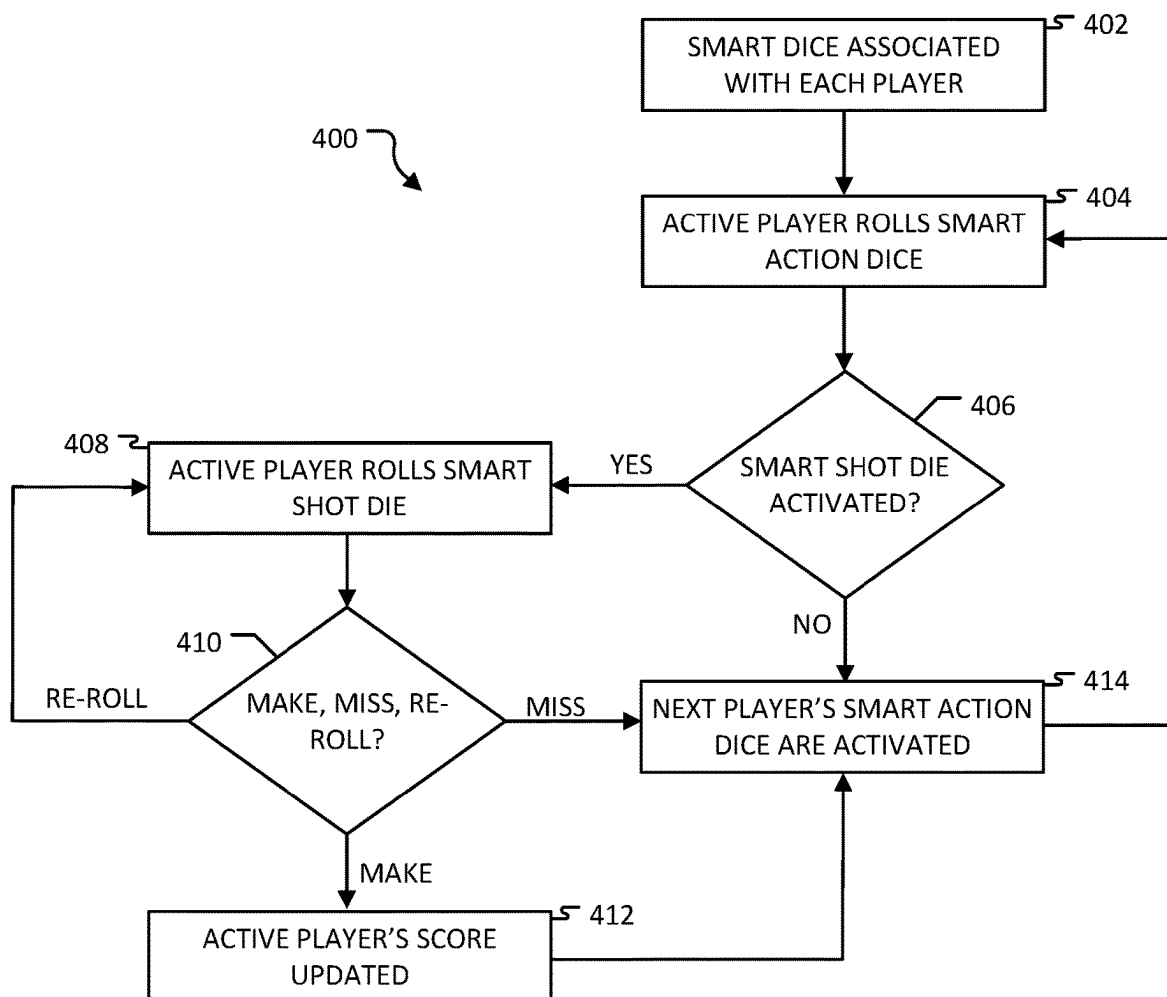 402
SMART DICE ASSOCIATED
WITH EACH PLAYER
400
404
ACTIVE PLAYER ROLLS SMART
ACTION DICE
406
SMART SHOT DIE
ACTIVATED?
YES
NO
408
ACTIVE PLAYER ROLLS SMART
SHOT DIE
410
MAKE, MISS, RE-
ROLL?
RE-ROLL
MISS
414
NEXT PLAYER'S SMART ACTION
DICE ARE ACTIVATED
MAKE
412
ACTIVE PLAYER'S SCORE
UPDATED